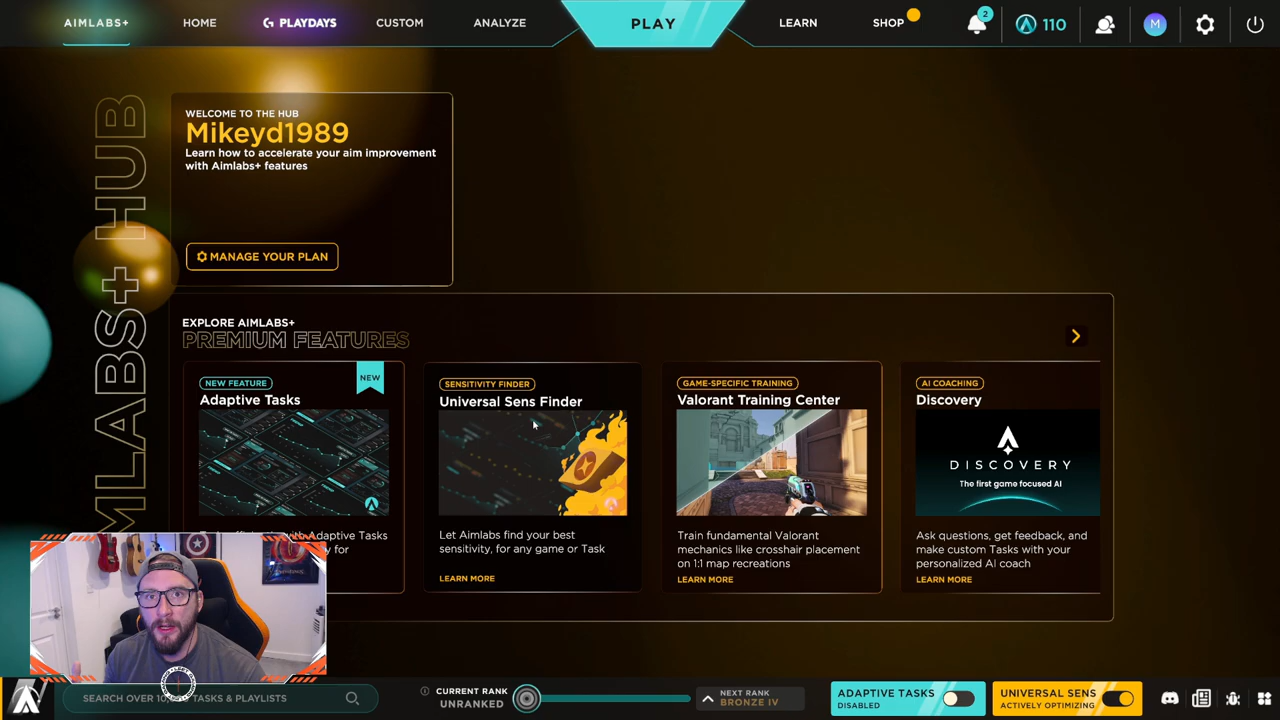 AIMLABS+
HOME
PLAYDAYS
CUSTOM
ANALYZE
PLAY
LEARN
SHOP
2
110
M
AIMLABS+ HUB
WELCOME TO THE HUB
Mikeyd1989
Learn how to accelerate your aim improvement
with Aimlabs+ features
MANAGE YOUR PLAN
EXPLORE AIMLABS+
PREMIUM FEATURES
NEW FEATURE
NEW
Adaptive Tasks
with Adaptive Tasks
y for
SENSITIVITY FINDER
Universal Sens Finder
Let Aimlabs find your best
sensitivity, for any game or Task
LEARN MORE
GAME-SPECIFIC TRAINING
Valorant Training Center
Train fundamental Valorant
mechanics like crosshair placement
on 1:1 map recreations
LEARN MORE
AI COACHING
Discovery
DISCOVERY
The first game focused AI
Ask questions, get feedback, and
make custom Tasks with your
personalized AI coach
LEARN MORE
SEARCH OVER 10, TASKS & PLAYLISTS
CURRENT RANK
UNRANKED
NEXT RANK
BRONZE IV
ADAPTIVE TASKS
DISABLED
UNIVERSAL SENS
ACTIVELY OPTIMIZING